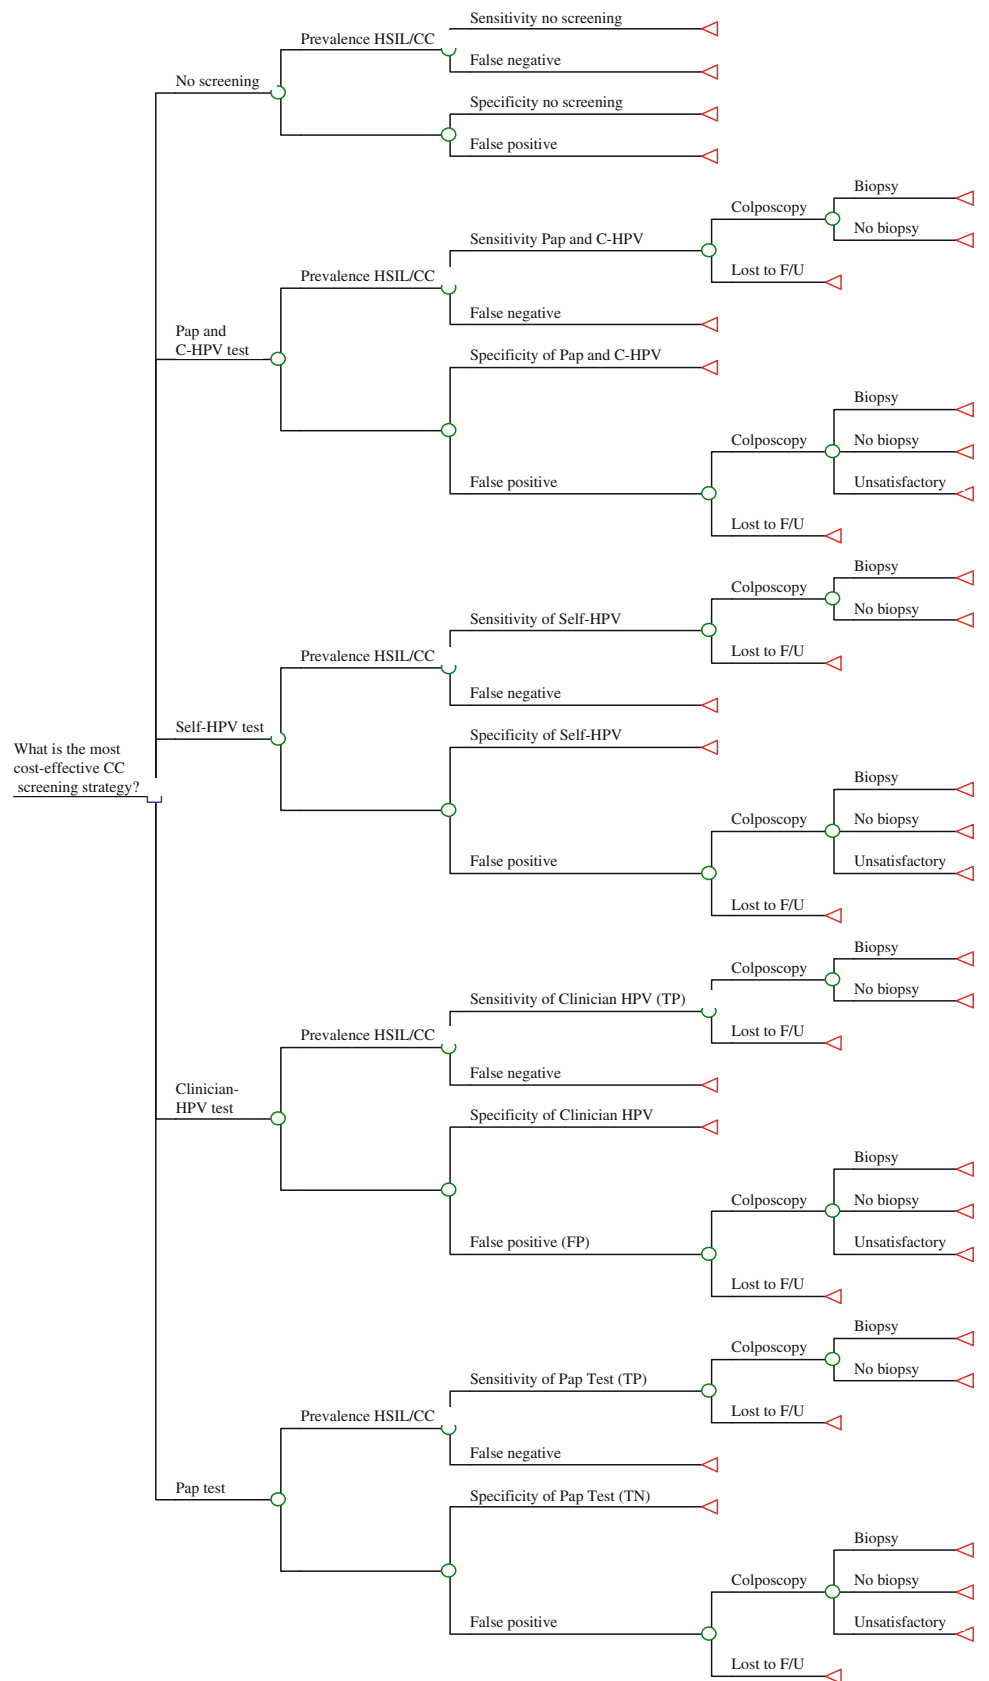 Sensitivity no screening
Prevalence HSIL/CC
False negative
No screening
Specificity no screening
False positive
Biopsy
Colposcopy
No biopsy
Sensitivity Pap and C-HPV
Lost to F/U
Prevalence HSIL/CC
False negative
Pap and
C-HPV test
Specificity of Pap and C-HPV
Biopsy
Colposcopy
No biopsy
Unsatisfactory
False positive
Lost to F/U
Biopsy
Colposcopy
No biopsy
Sensitivity of Self-HPV
Lost to F/U
Prevalence HSIL/CC
False negative
Self-HPV test
Specificity of Self-HPV
What is the most
cost-effective CC
screening strategy?
Biopsy
Colposcopy
No biopsy
Unsatisfactory
False positive
Lost to F/U
Biopsy
Colposcopy
No biopsy
Sensitivity of Clinician HPV (TP)
Lost to F/U
Prevalence HSIL/CC
False negative
Clinician-
HPV test
Specificity of Clinician HPV
Biopsy
Colposcopy
No biopsy
Unsatisfactory
False positive (FP)
Lost to F/U
Biopsy
Colposcopy
No biopsy
Sensitivity of Pap Test (TP)
Lost to F/U
Prevalence HSIL/CC
False negative
Pap test
Specificity of Pap Test (TN)
Biopsy
Colposcopy
No biopsy
Unsatisfactory
False positive
Lost to F/U